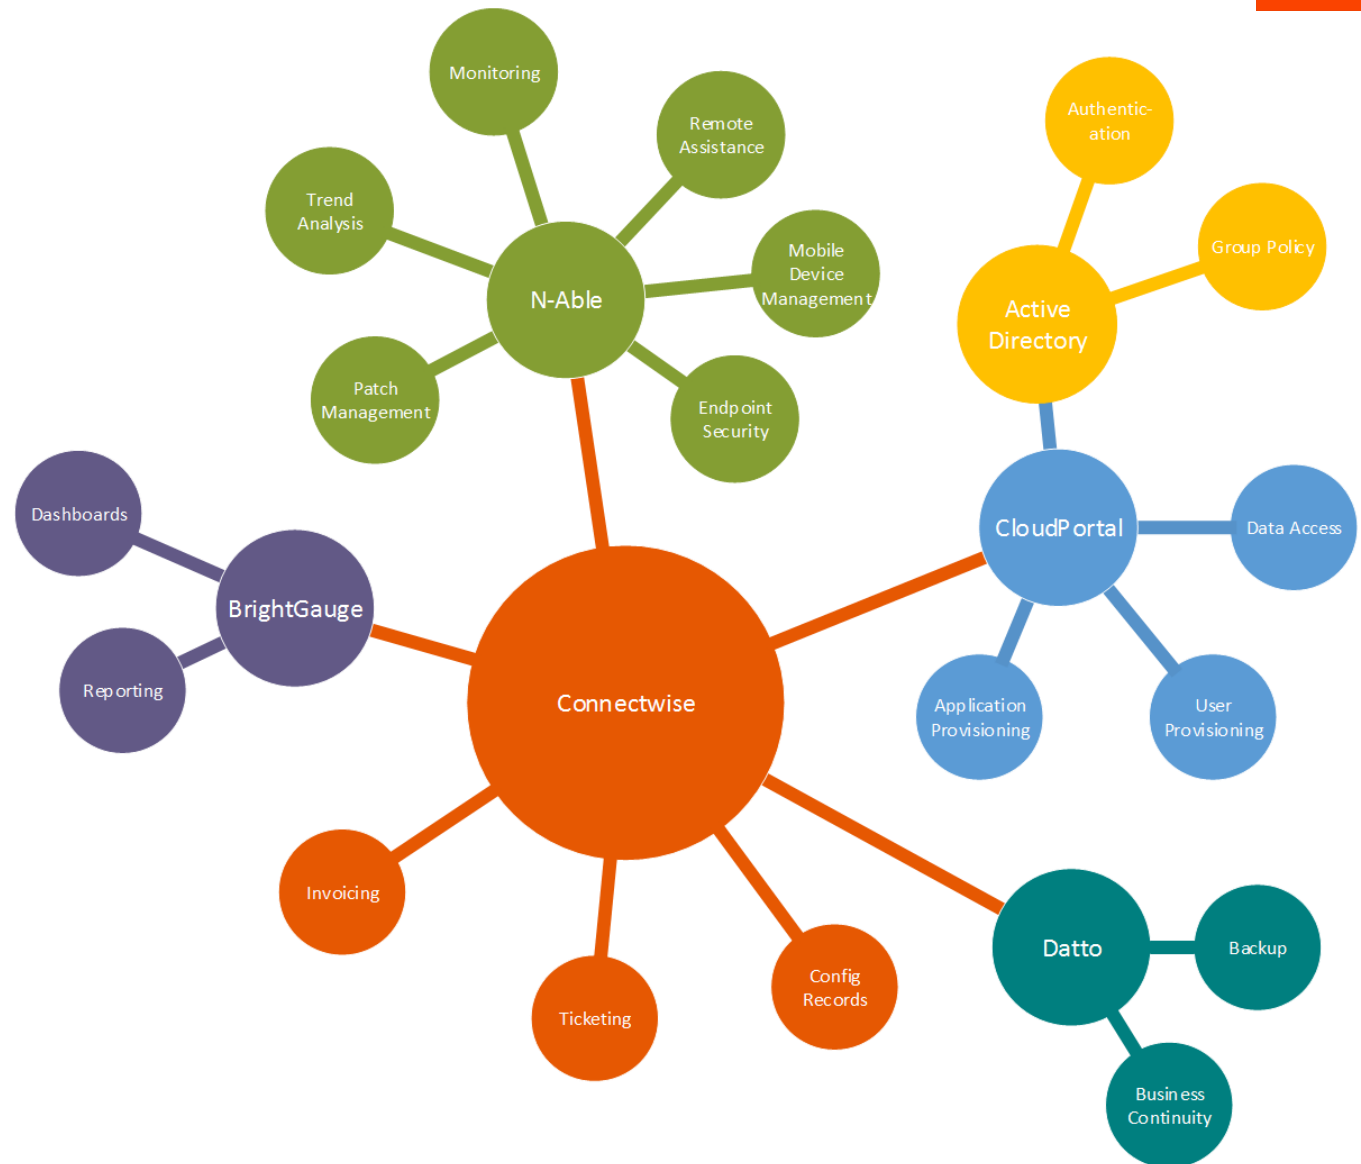 Monitoring
Remote
Assistance
Trend
Analysis
Mobile
Device
Management
N-Able
Patch
Management
Endpoint
Security
Authentic-
ation
Group Policy
Active
Directory
CloudPortal
Data Access
Application
Provisioning
User
Provisioning
Dashboards
BrightGauge
Reporting
Connectwise
Invoicing
Ticketing
Config
Records
Datto
Backup
Business
Continuity